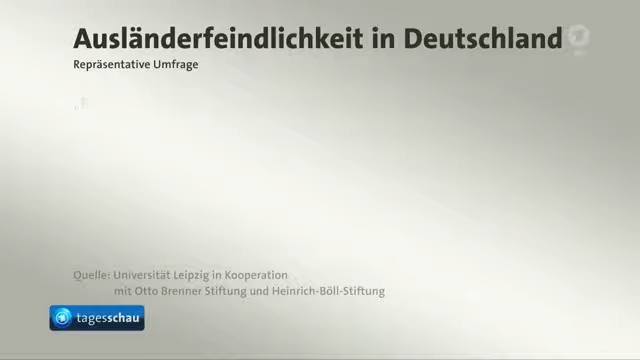 Ausländerfeindlichkeit in Deutschland
Repräsentative Umfrage
Quelle: Universität Leipzig in Kooperation
mit Otto Brenner Stiftung und Heinrich-Böll-Stiftung
tagesschau